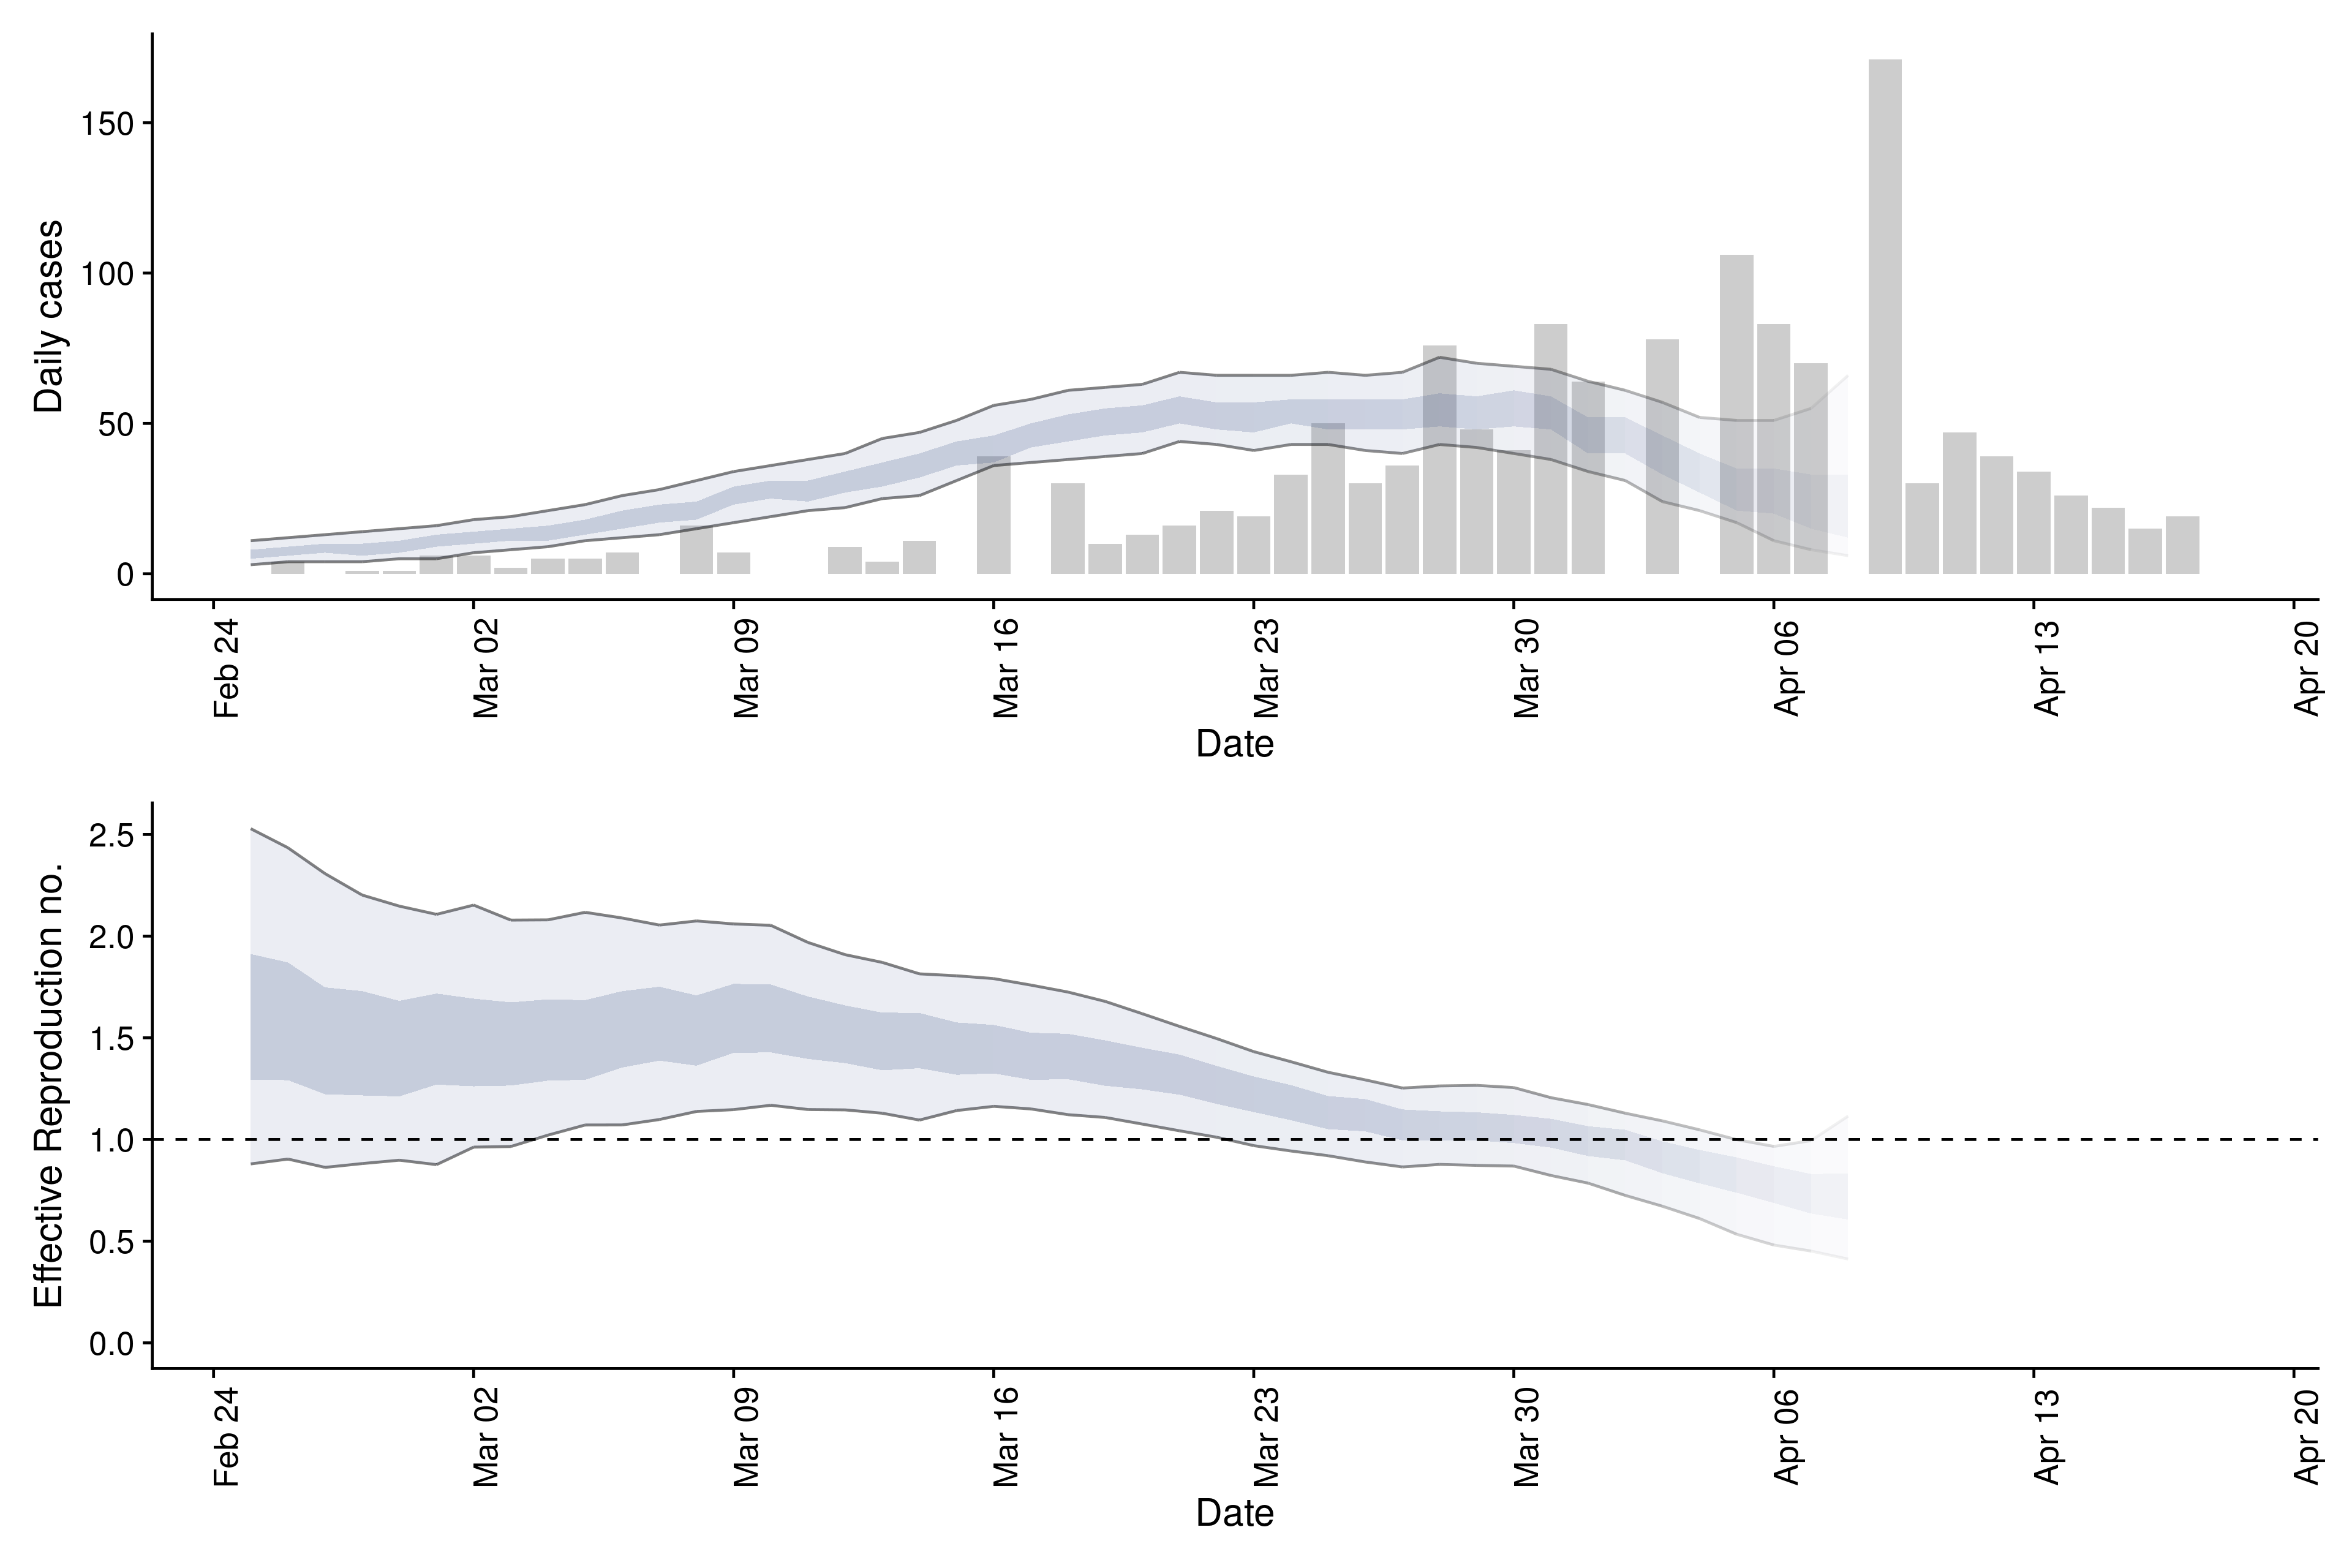 Daily cases
150
100
50
0
Feb 24
Mar 02
Mar 09
Mar 16
Mar 23
Mar 30
Apr 06
Apr 13
Apr 20
Date
Effective Reproduction no.
2.5
2.0
1.5
1.0
0.5
0.0
Feb 24
Mar 02
Mar 09
Mar 16
Mar 23
Mar 30
Apr 06
Apr 13
Apr 20
Date